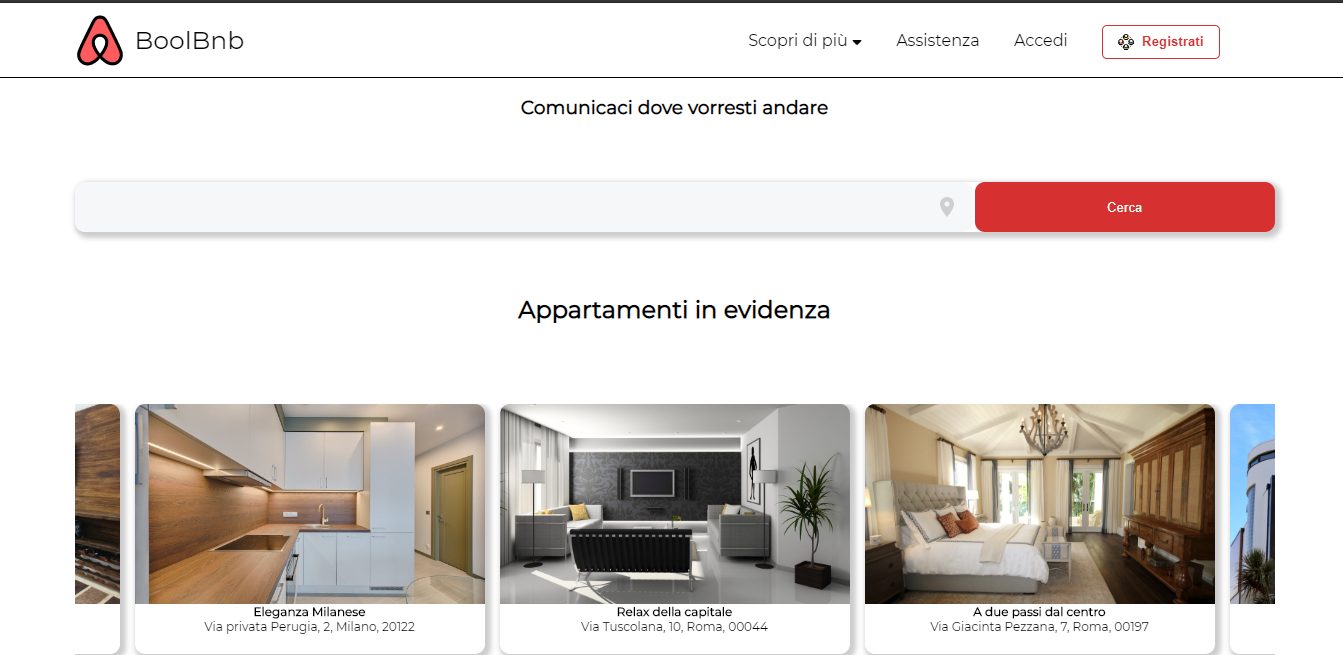 BoolBnb
Scopri di più
Assistenza
Accedi
Registrati
Comunicaci dove vorresti andare
Cerca
Appartamenti in evidenza
Eleganza Milanese
Via privata Perugia, 2, Milano, 20122
Relax della capitale
Via Tuscolana, 10, Roma, 00044
A due passi dal centro
Via Giacinta Pezzana, 7, Roma, 00197